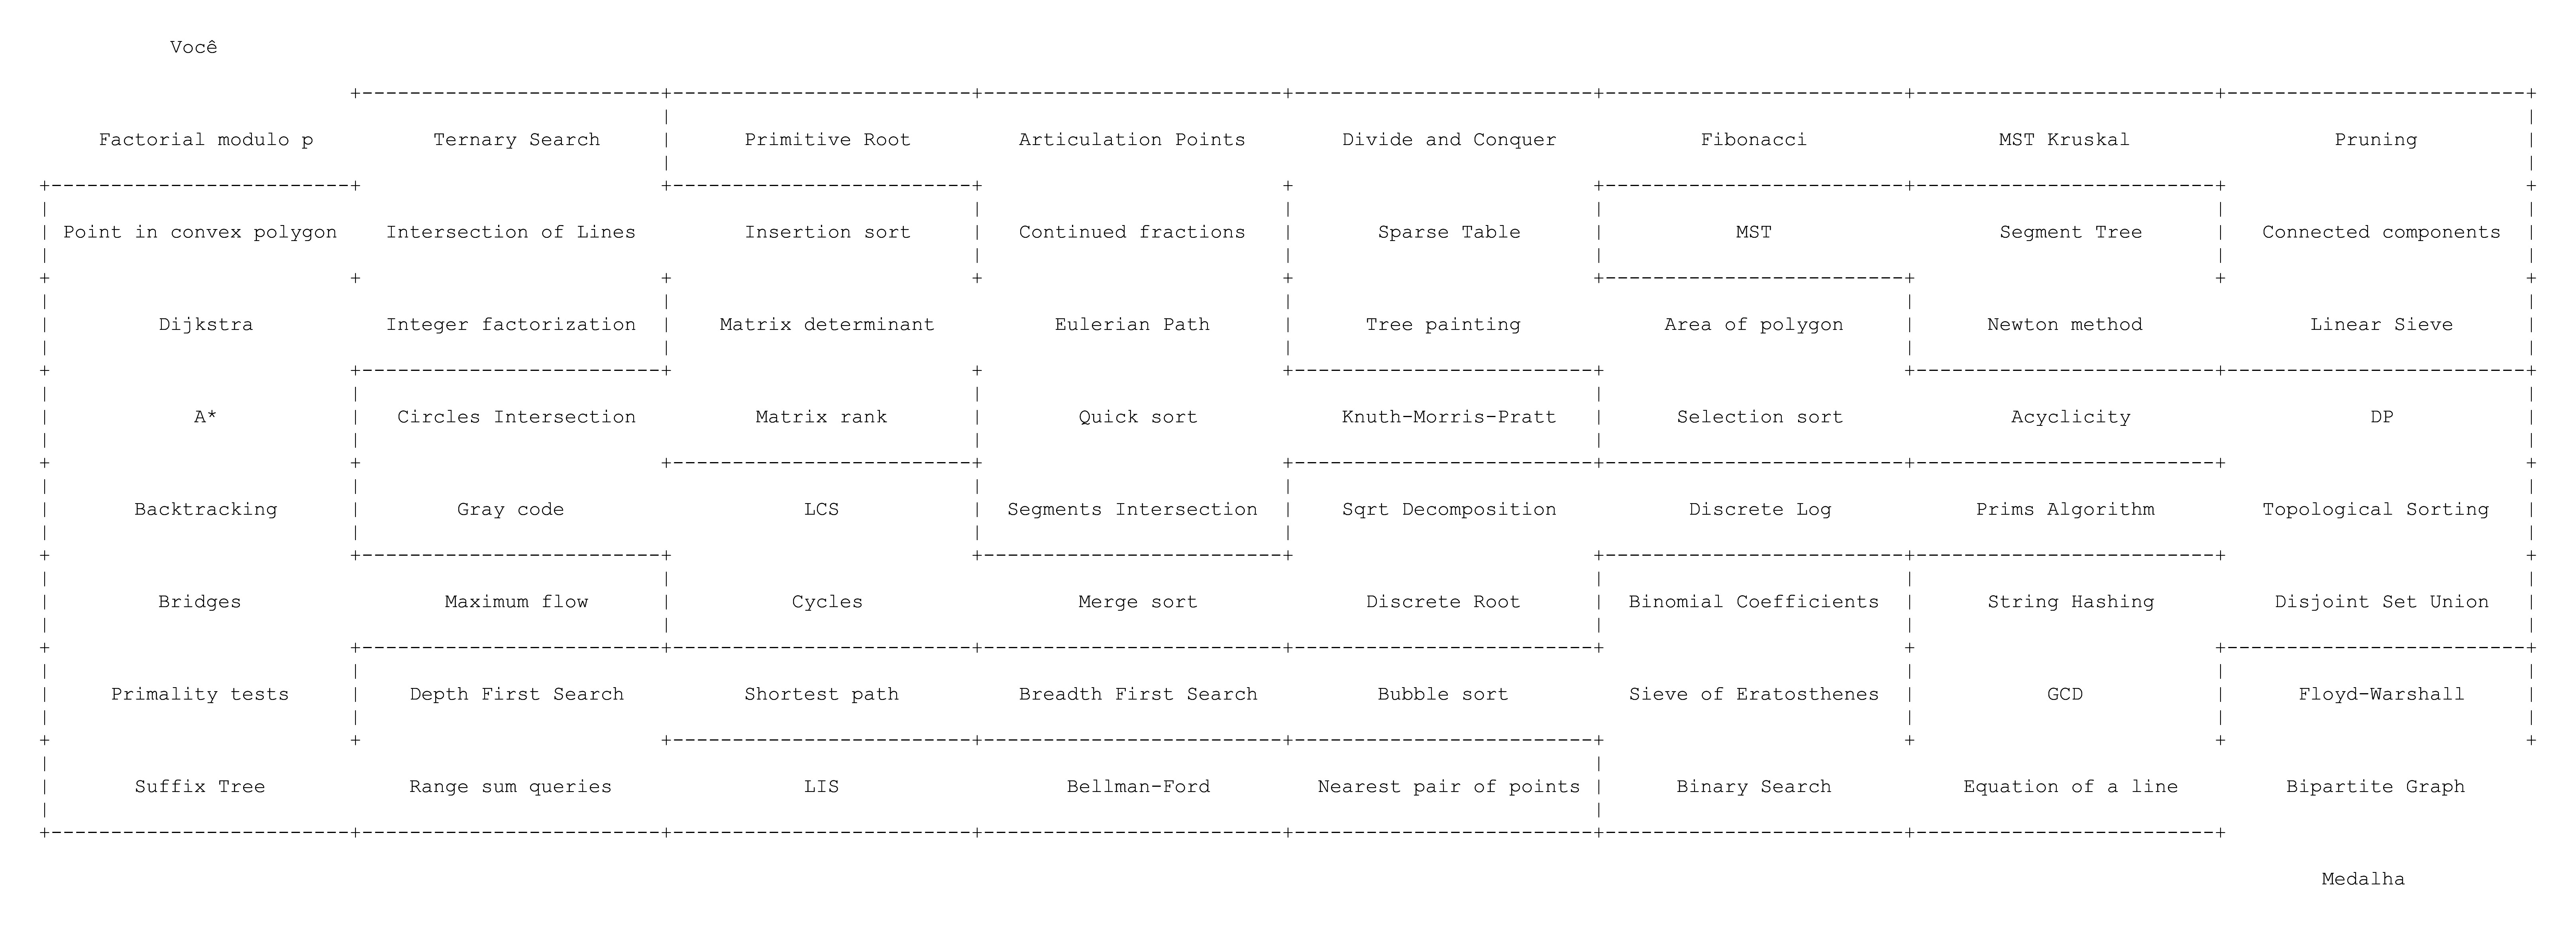 Você
Factorial modulo p Ternary Search Primitive Root Articulation Points Divide and Conquer Fibonacci MST Kruskal Pruning
Point in convex polygon Intersection of Lines Insertion sort Continued fractions Sparse Table MST Segment Tree Connected components
Dijkstra Integer factorization Matrix determinant Eulerian Path Tree painting Area of polygon Newton method Linear Sieve
A* Circles Intersection Matrix rank Quick sort Knuth-Morris-Pratt Selection sort Acyclicity DP
Backtracking Gray code LCS Segments Intersection Sqrt Decomposition Discrete Log Prims Algorithm Topological Sorting
Bridges Maximum flow Cycles Merge sort Discrete Root Binomial Coefficients String Hashing Disjoint Set Union
Primality tests Depth First Search Shortest path Breadth First Search Bubble sort Sieve of Eratosthenes GCD Floyd-Warshall
Suffix Tree Range sum queries LIS Bellman-Ford Nearest pair of points Binary Search Equation of a line Bipartite Graph
Medalha